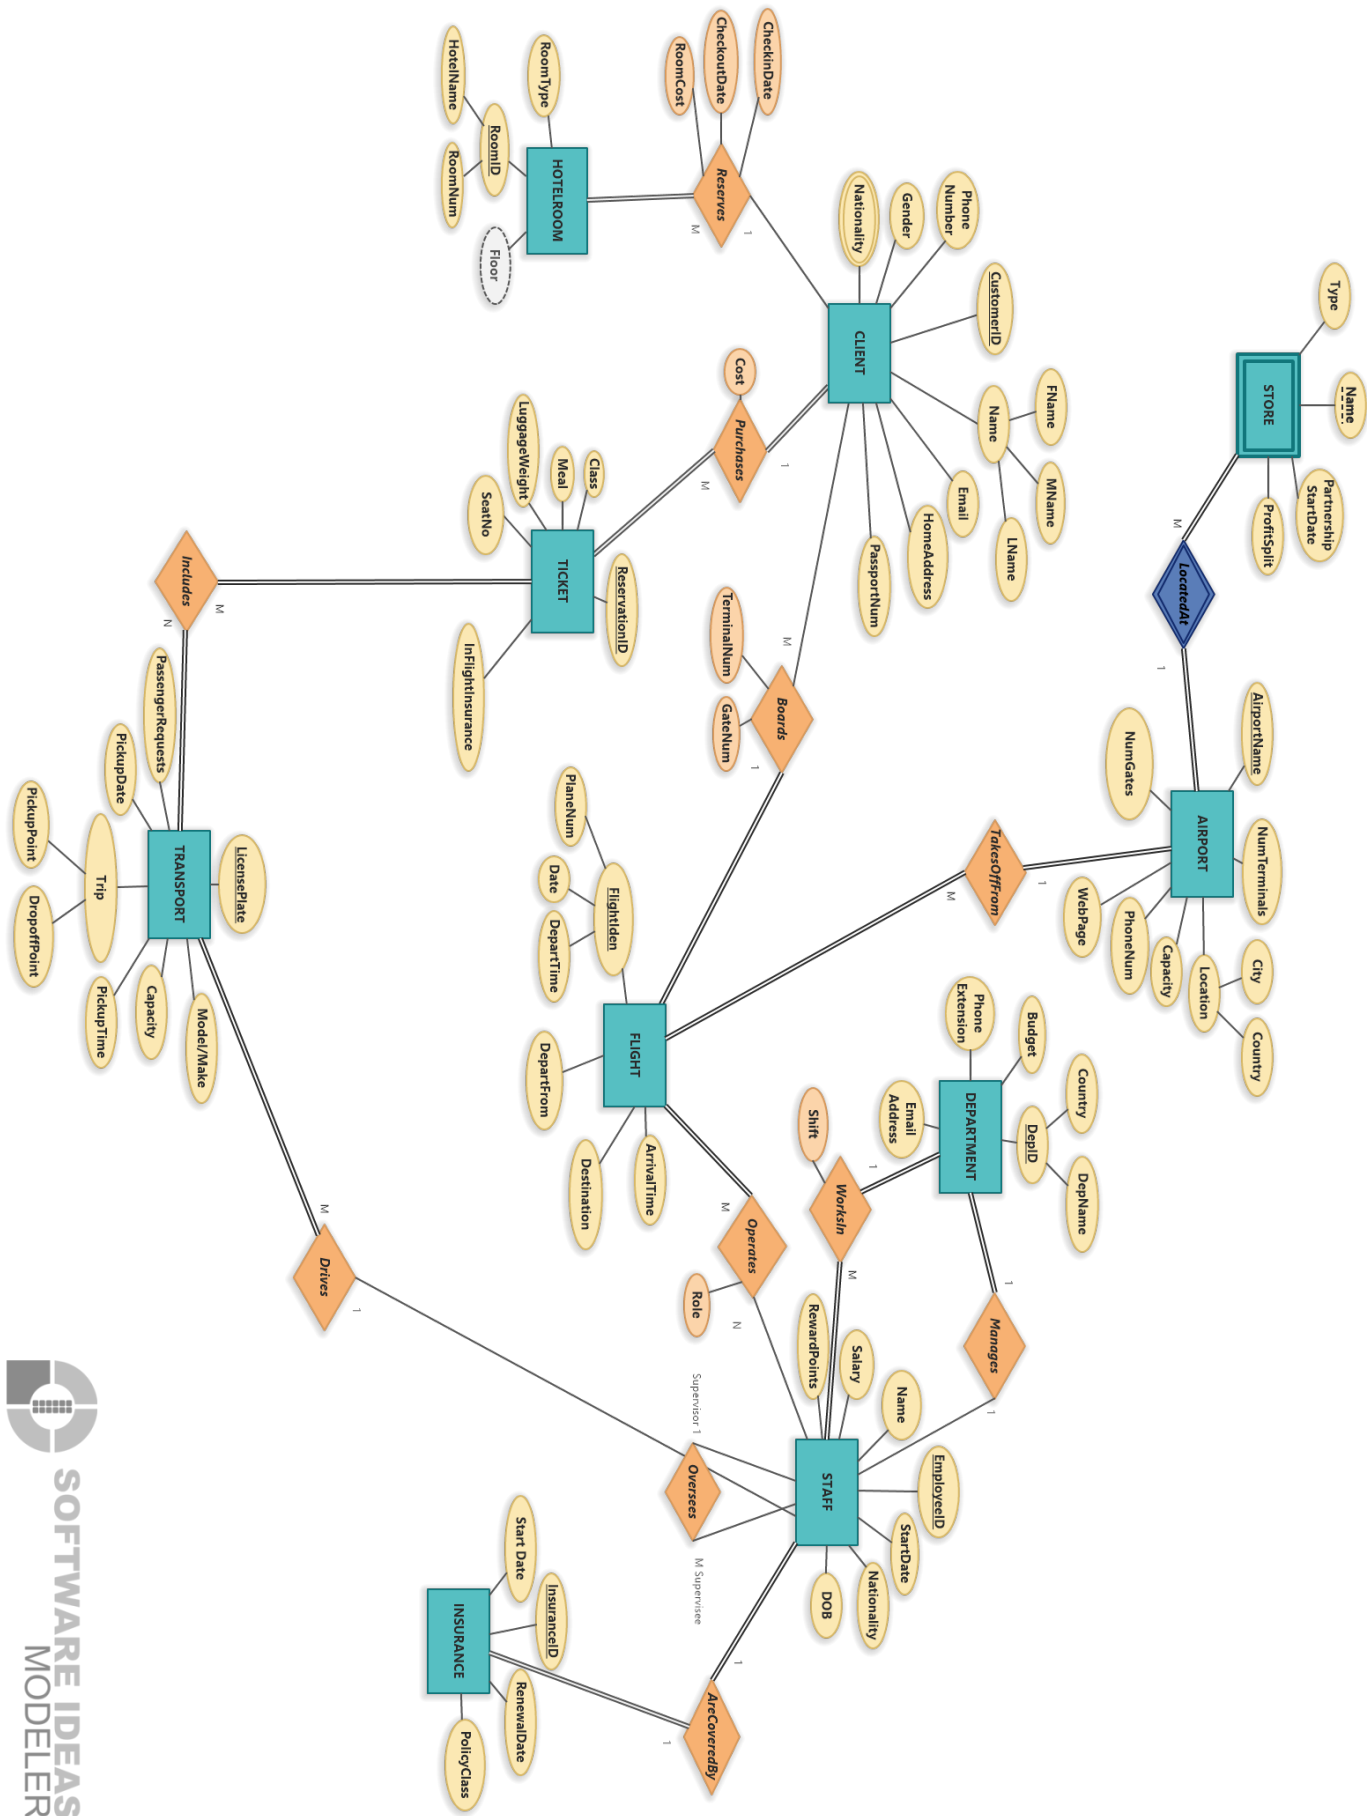 CheckinDate
CheckoutDate
RoomCost
Reserves
1
M
RoomType
HotelName
RoomID
RoomNum
HOTELROOM
Floor
Phone
Number
Gender
Nationality
CustomerID
CLIENT
FName
Name
MName
LName
Email
HomeAddress
PassportNum
Type
Name
STORE
Partnership
StartDate
ProfitSplit
M
LocatedAt
1
Cost
Purchases
1
M
Class
Meal
LuggageWeight
SeatNo
TICKET
ReservationID
InFlightInsurance
Includes
M
N
M
TerminalNum
GateNum
Boards
1
AirportName
NumGates
AIRPORT
NumTerminals
City
Location
Country
Capacity
PhoneNum
WebPage
TakesOffFrom
1
M
PassengerRequests
PickupDate
PickupPoint
Trip
DropoffPoint
LicensePlate
TRANSPORT
PickupTime
Capacity
Model/Make
PlaneNum
Date
FlightIden
DepartTime
FLIGHT
DepartFrom
Destination
ArrivalTime
Phone
Extension
Budget
Country
DepID
DepName
DEPARTMENT
Email
Address
Shift
WorksIn
1
M
1
Manages
1
M
Operates
Role
N
M
Drives
1
RewardPoints
Salary
Name
EmployeeID
STAFF
StartDate
Nationality
DOB
Supervisor 1
Oversees
M Supervisee
1
AreCoveredBy
1
Start Date
InsuranceID
INSURANCE
RenewalDate
PolicyClass
SOFTWARE IDEAS
MODELER